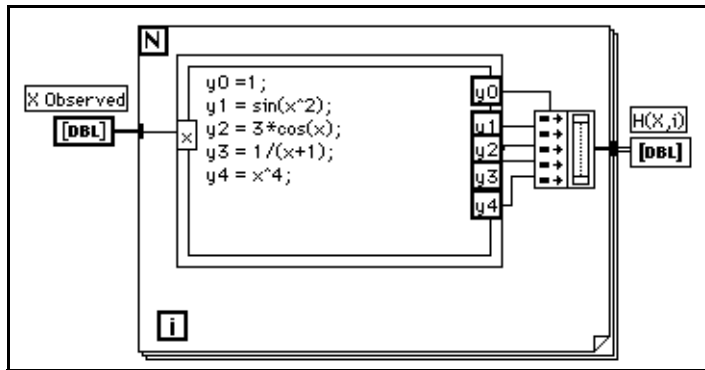 N
X Observed
[DBL]
x
y0 =1;
y1 = sin(x^2);
y2 = 3*cos(x);
y3 = 1/(x+1);
y4 = x^4;
y0
y1
y2
y3
y4
H(X,i)
[DBL]
i